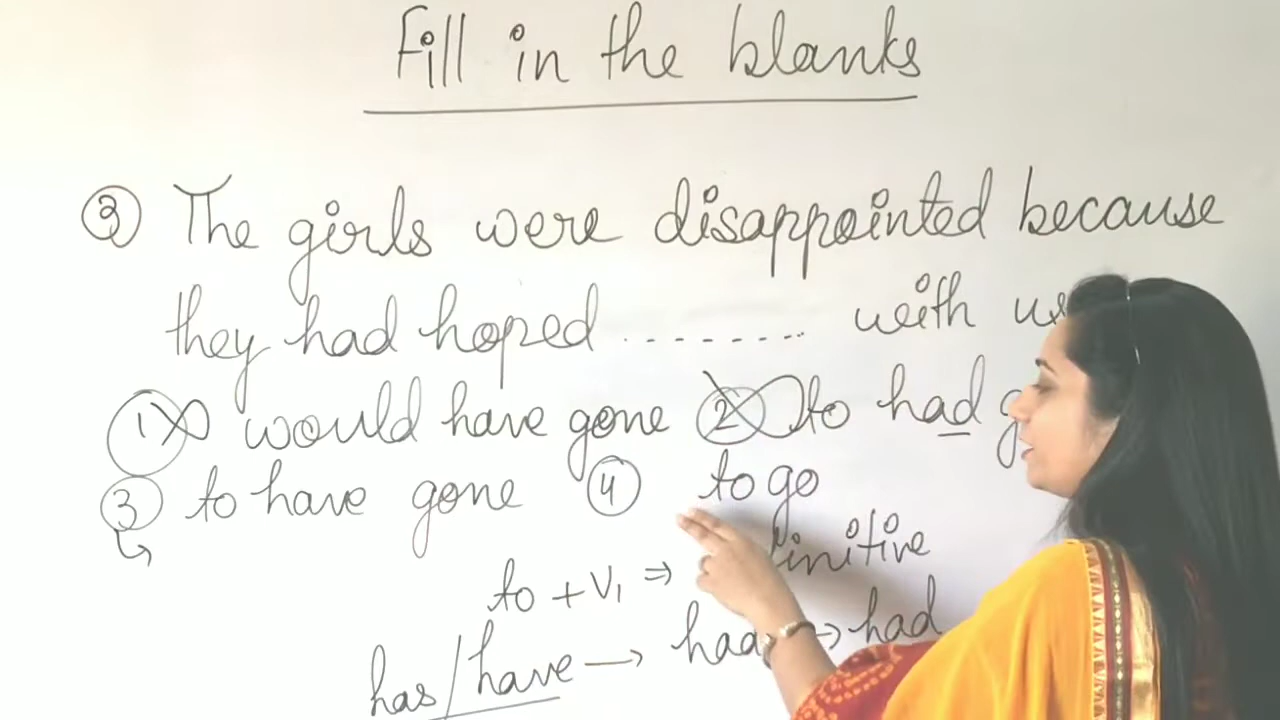 Fill in the blanks
③ The girls were disappointed because
they had hoped ........ with us
① would have gone ② to had
③ to have gone ④ to go
to + V₁ ⇒
has/have → had → had